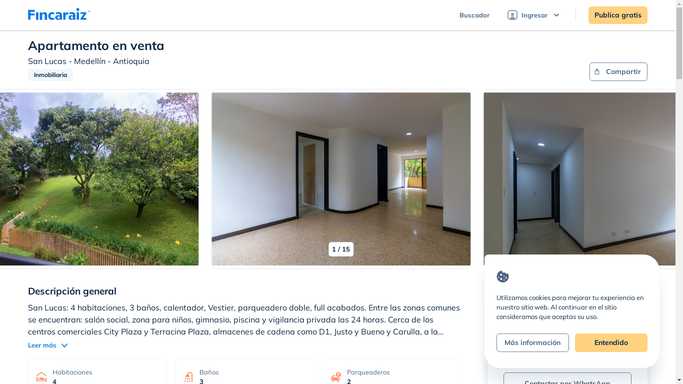 Fincaraiz
Buscador
Ingresar
Publica gratis
Apartamento en venta
San Lucas - Medellín - Antioquia
Inmobiliaria
Compartir
1 / 15
Descripción general
San Lucas: 4 habitaciones, 3 baños, calentador, Vestier, parqueadero doble, full acabados. Entre las zonas comunes
se encuentran: salón social, zona para niños, gimnasio, piscina y vigilancia privada las 24 horas. Cerca de los
centros comerciales City Plaza y Terracina Plaza, almacenes de cadena como D1, Justo y Bueno y Carulla, a la...
Leer más
Habitaciones
4
Baños
3
Parqueaderos
2
Utilizamos cookies para mejorar tu experiencia en
nuestro sitio web. Al continuar en el sitio
consideramos que aceptas su uso.
Más información
Entendido
Contactar por WhatsApp